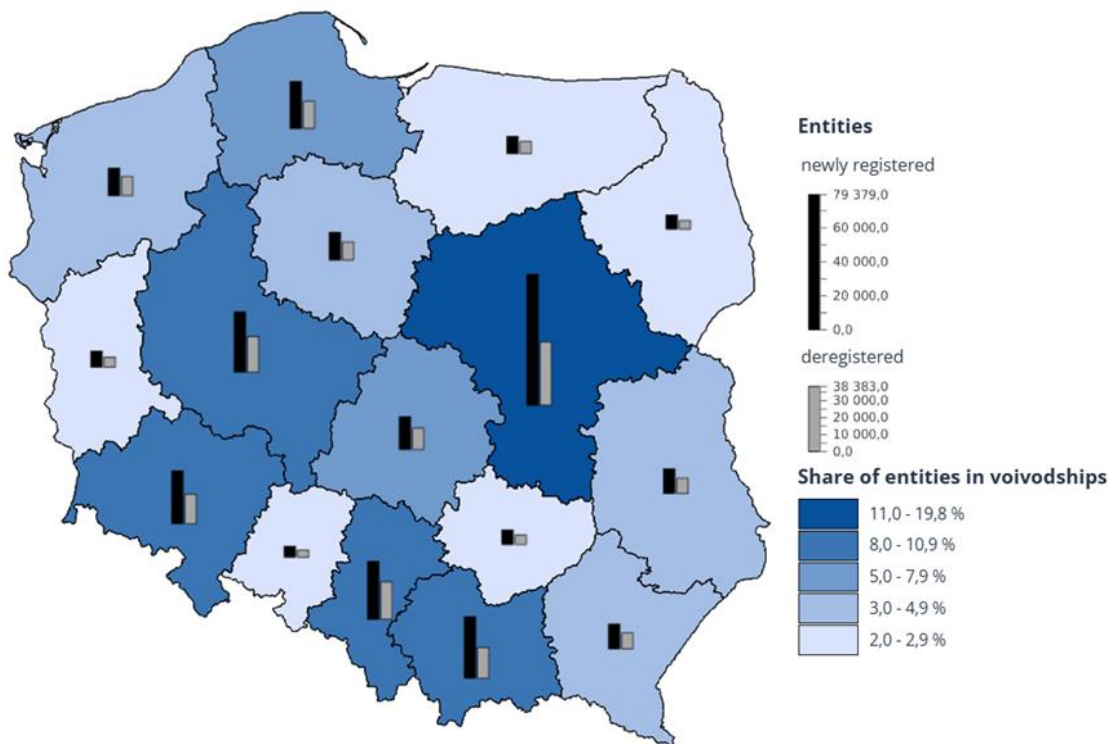 Entities
newly registered
79 379,0
60 000,0
40 000,0
20 000,0
0,0
deregistered
38 383,0
30 000,0
20 000,0
10 000,0
0,0
Share of entities in voivodships
11,0 - 19,8 %
8,0 - 10,9 %
5,0 - 7,9 %
3,0 - 4,9 %
2,0 - 2,9 %